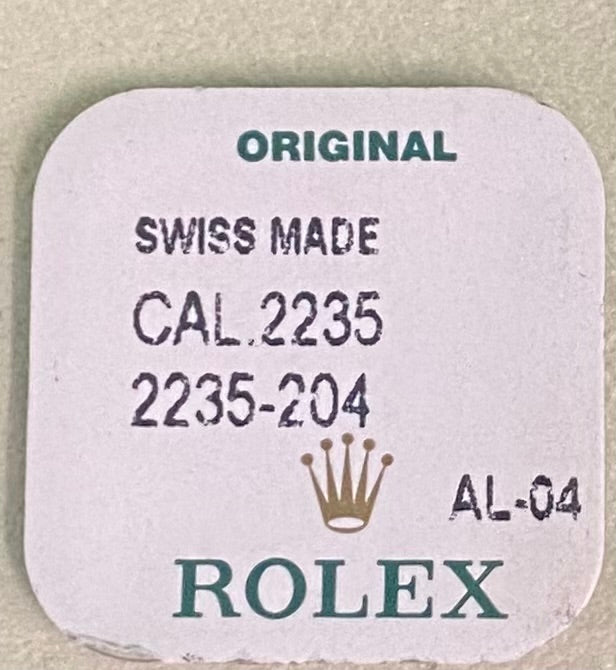 ORIGINAL
SWISS MADE
CAL.2235
2235-204
AL-04
ROLEX